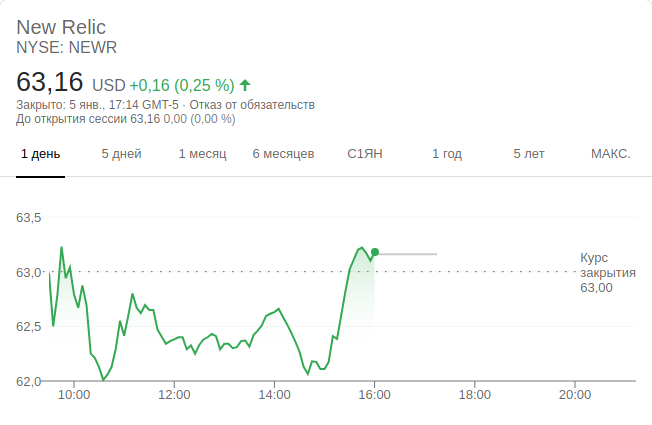 New Relic
NYSE: NEWR
63,16 USD +0,16 (0,25 %)
Закрыто: 5 янв., 17:14 GMT-5 · Отказ от обязательств
До открытия сессии 63,16 0,00 (0,00 %)
1 день 5 дней 1 месяц 6 месяцев С1ЯН 1 год 5 лет МАКС.
63,5
63,0
62,5
62,0
Курс
закрытия
63,00
10:00 12:00 14:00 16:00 18:00 20:00